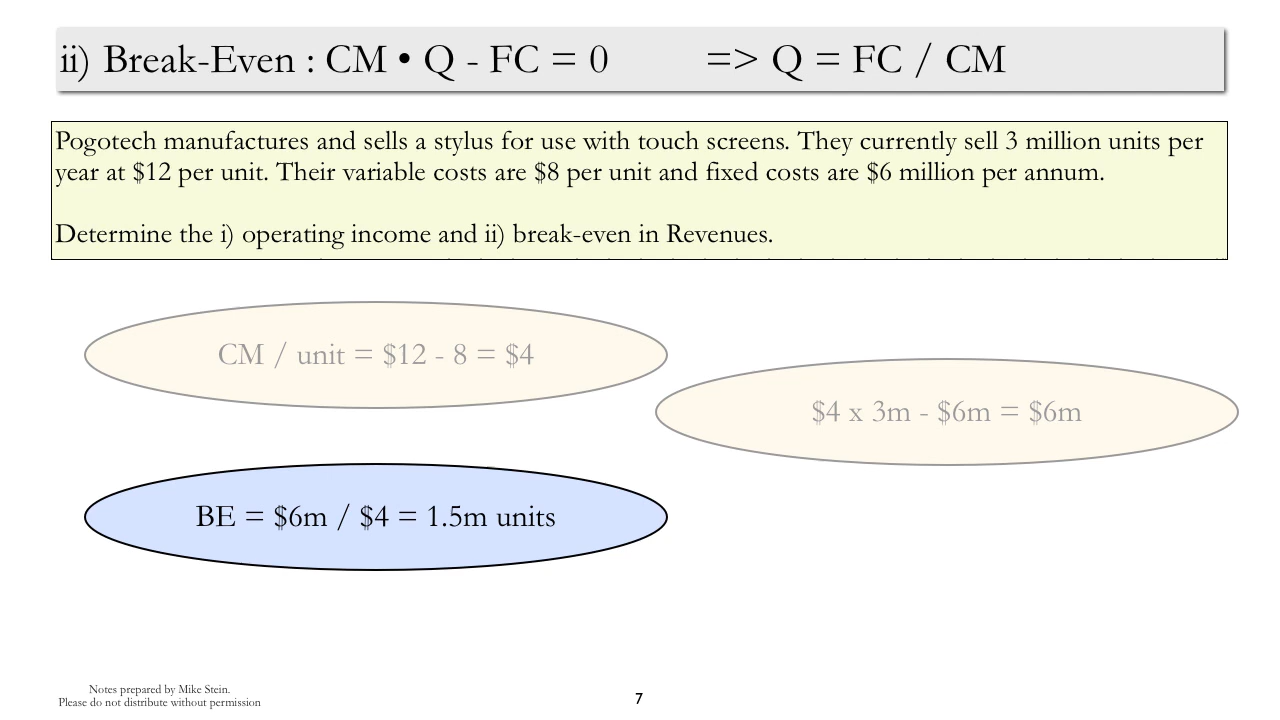 ii) Break-Even : CM • Q - FC = 0 => Q = FC / CM
Pogotech manufactures and sells a stylus for use with touch screens. They currently sell 3 million units per
year at $12 per unit. Their variable costs are $8 per unit and fixed costs are $6 million per annum.
Determine the i) operating income and ii) break-even in Revenues.
CM / unit = $12 - 8 = $4
$4 x 3m - $6m = $6m
BE = $6m / $4 = 1.5m units
Notes prepared by Mike Stein.
Please do not distribute without permission
7